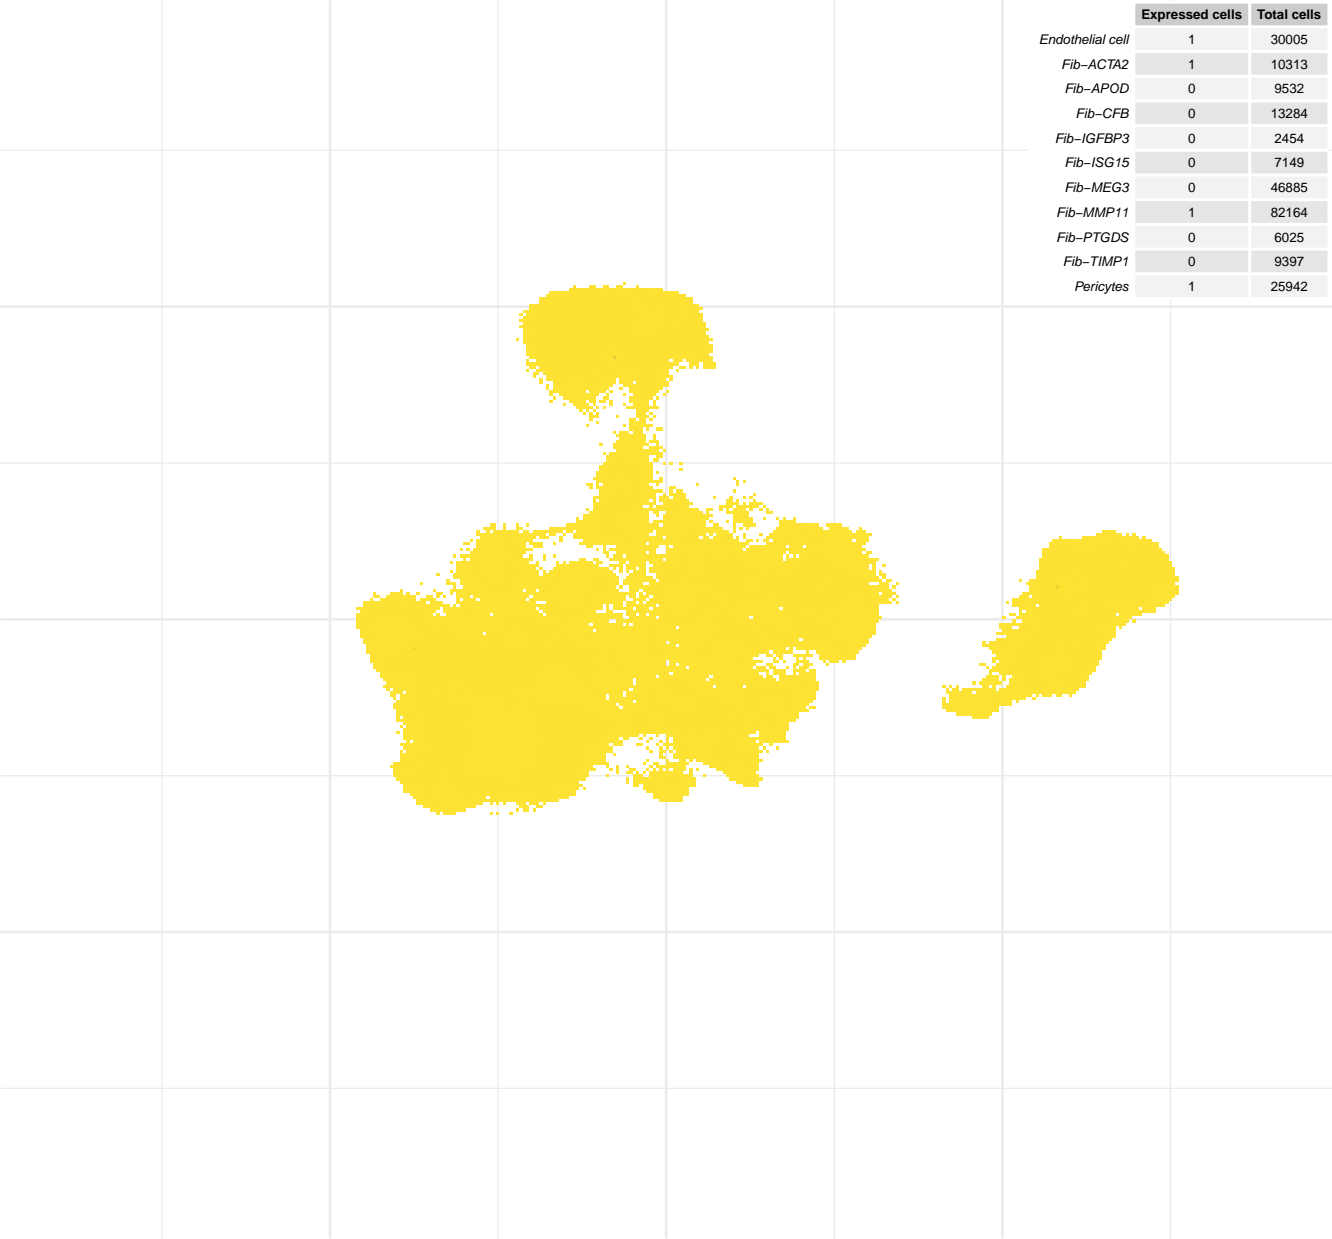 Expressed cells Total cells
Endothelial cell 1 30005
Fib−ACTA2 1 10313
Fib−APOD 0 9532
Fib−CFB 0 13284
Fib−IGFBP3 0 2454
Fib−ISG15 0 7149
Fib−MEG3 0 46885
Fib−MMP11 1 82164
Fib−PTGDS 0 6025
Fib−TIMP1 0 9397
Pericytes 1 25942